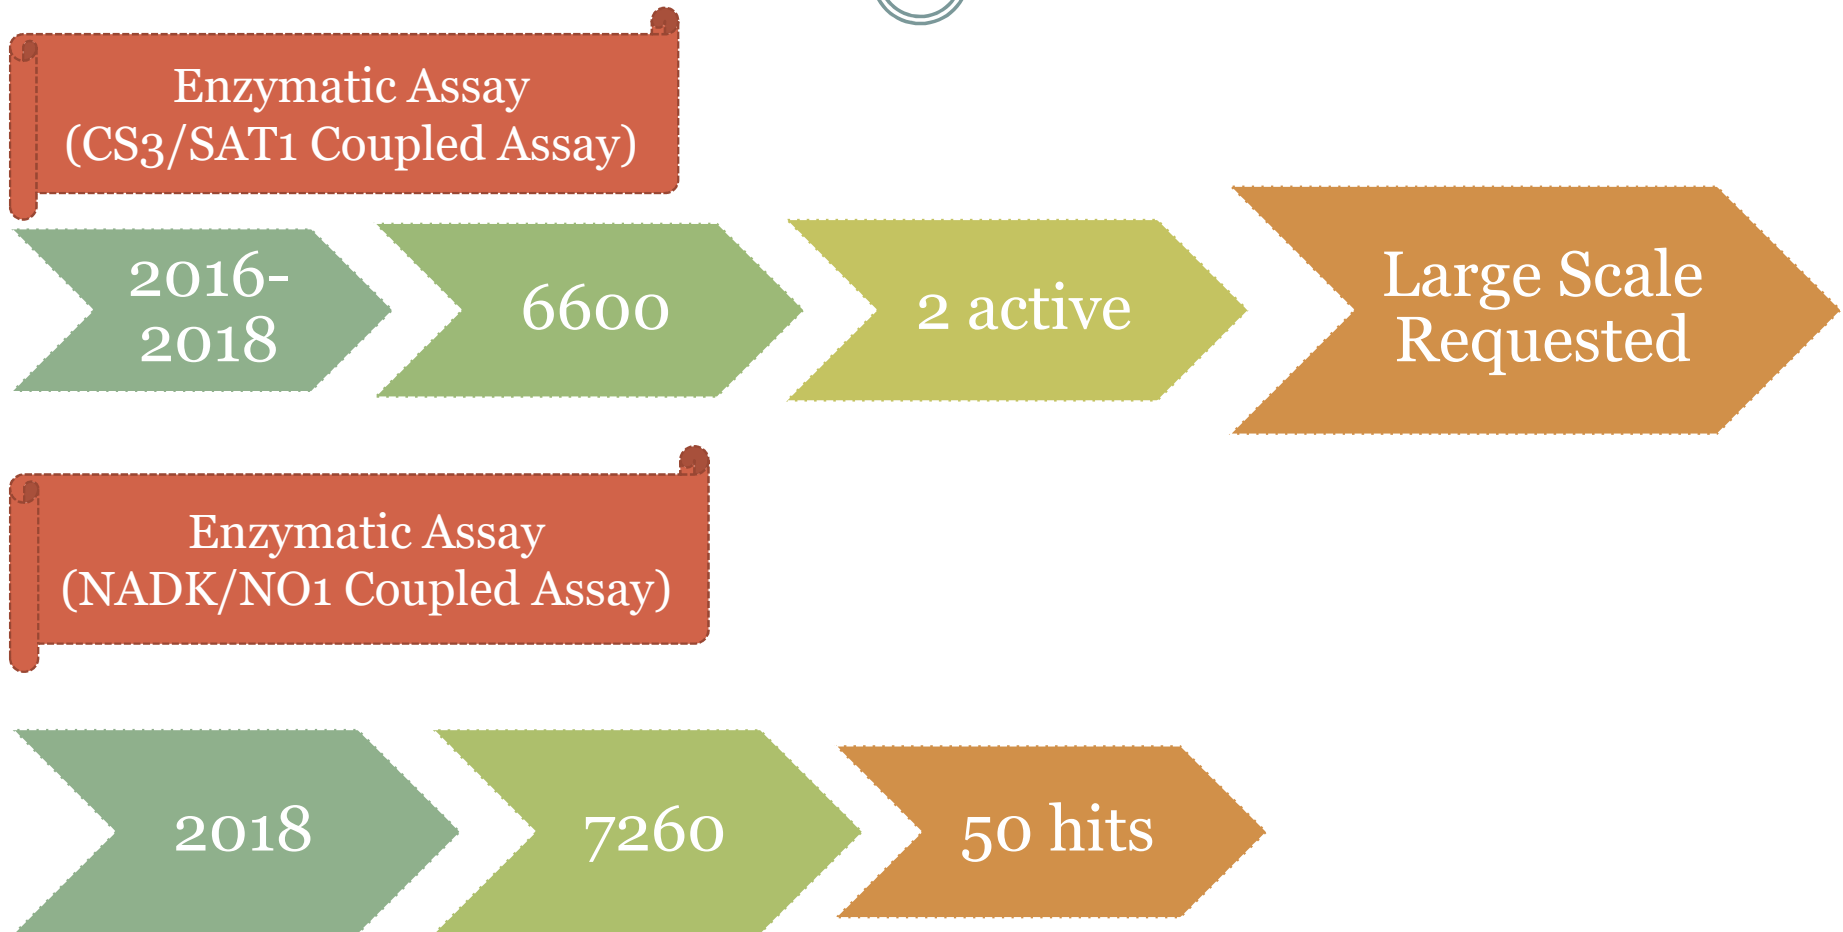 Enzymatic Assay
(CS3/SAT1 Coupled Assay)
2016-
2018
6600
2 active
Large Scale
Requested
Enzymatic Assay
(NADK/NO1 Coupled Assay)
2018
7260
50 hits